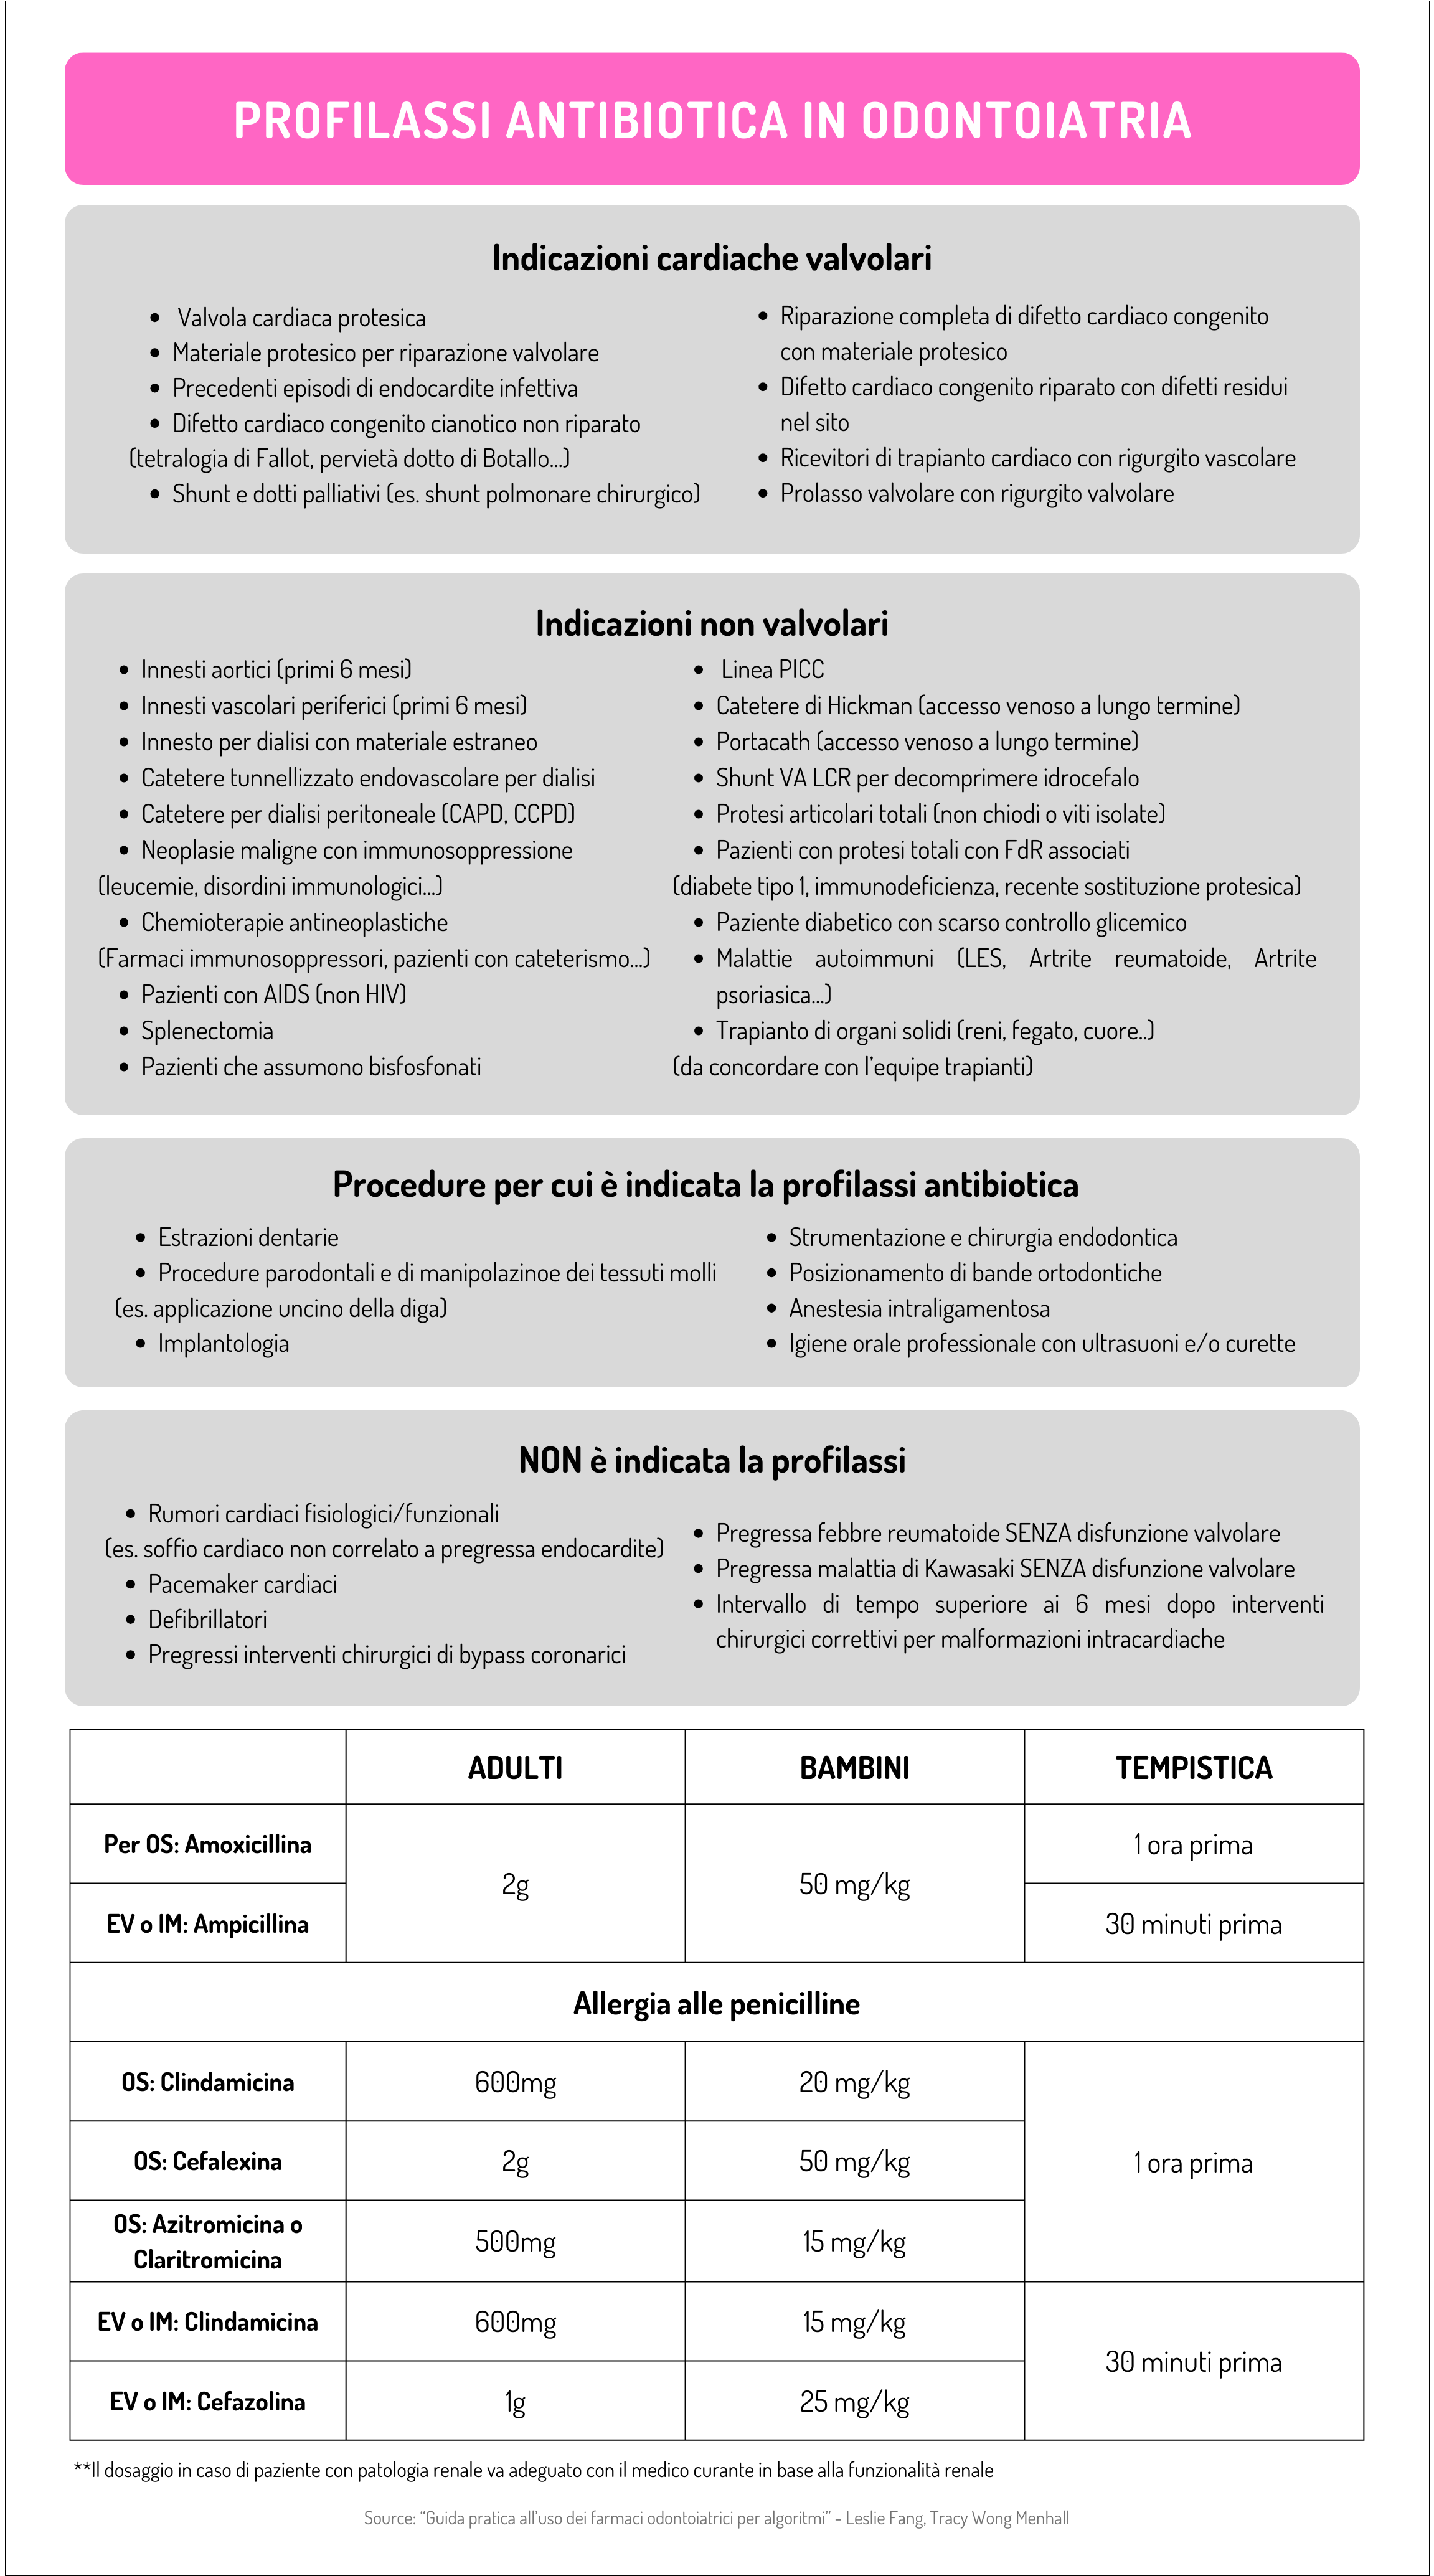 PROFILASSI ANTIBIOTICA IN ODONTOIATRIA
Indicazioni cardiache valvolari
• Valvola cardiaca protesica
• Materiale protesico per riparazione valvolare
• Precedenti episodi di endocardite infettiva
• Difetto cardiaco congenito cianotico non riparato
(tetralogia di Fallot, pervietà dotto di Botallo...)
• Shunt e dotti palliativi (es. shunt polmonare chirurgico)
• Riparazione completa di difetto cardiaco congenito
con materiale protesico
• Difetto cardiaco congenito riparato con difetti residui
nel sito
• Ricevitori di trapianto cardiaco con rigurgito vascolare
• Prolasso valvolare con rigurgito valvolare
Indicazioni non valvolari
• Innesti aortici (primi 6 mesi)
• Innesti vascolari periferici (primi 6 mesi)
• Innesto per dialisi con materiale estraneo
• Catetere tunnellizzato endovascolare per dialisi
• Catetere per dialisi peritoneale (CAPD, CCPD)
• Neoplasie maligne con immunosoppressione
(leucemie, disordini immunologici...)
• Chemioterapie antineoplastiche
(Farmaci immunosoppressori, pazienti con cateterismo...)
• Pazienti con AIDS (non HIV)
• Splenectomia
• Pazienti che assumono bisfosfonati
• Linea PICC
• Catetere di Hickman (accesso venoso a lungo termine)
• Portacath (accesso venoso a lungo termine)
• Shunt VA LCR per decomprimere idrocefalo
• Protesi articolari totali (non chiodi o viti isolate)
• Pazienti con protesi totali con FdR associati
(diabete tipo 1, immunodeficienza, recente sostituzione protesica)
• Paziente diabetico con scarso controllo glicemico
• Malattie autoimmuni (LES, Artrite reumatoide, Artrite
psoriasica...)
• Trapianto di organi solidi (reni, fegato, cuore..)
(da concordare con l'equipe trapianti)
Procedure per cui è indicata la profilassi antibiotica
• Estrazioni dentarie
• Procedure parodontali e di manipolazinoe dei tessuti molli
(es. applicazione uncino della diga)
• Implantologia
• Strumentazione e chirurgia endodontica
• Posizionamento di bande ortodontiche
• Anestesia intraligamentosa
• Igiene orale professionale con ultrasuoni e/o curette
NON è indicata la profilassi
• Rumori cardiaci fisiologici/funzionali
(es. soffio cardiaco non correlato a pregressa endocardite)
• Pacemaker cardiaci
• Defibrillatori
• Pregressi interventi chirurgici di bypass coronarici
• Pregressa febbre reumatoide SENZA disfunzione valvolare
• Pregressa malattia di Kawasaki SENZA disfunzione valvolare
• Intervallo di tempo superiore ai 6 mesi dopo interventi
chirurgici correttivi per malformazioni intracardiache
ADULTI BAMBINI TEMPISTICA
Per OS: Amoxicillina 2g 50 mg/kg 1 ora prima
EV o IM: Ampicillina 30 minuti prima
Allergia alle penicilline
OS: Clindamicina 600mg 20 mg/kg
OS: Cefalexina 2g 50 mg/kg 1 ora prima
OS: Azitromicina o
Claritromicina 500mg 15 mg/kg
EV o IM: Clindamicina 600mg 15 mg/kg 30 minuti prima
EV o IM: Cefazolina 1g 25 mg/kg
**Il dosaggio in caso di paziente con patologia renale va adeguato con il medico curante in base alla funzionalità renale
Source: "Guida pratica all'uso dei farmaci odontoiatrici per algoritmi" - Leslie Fang, Tracy Wong Menhall